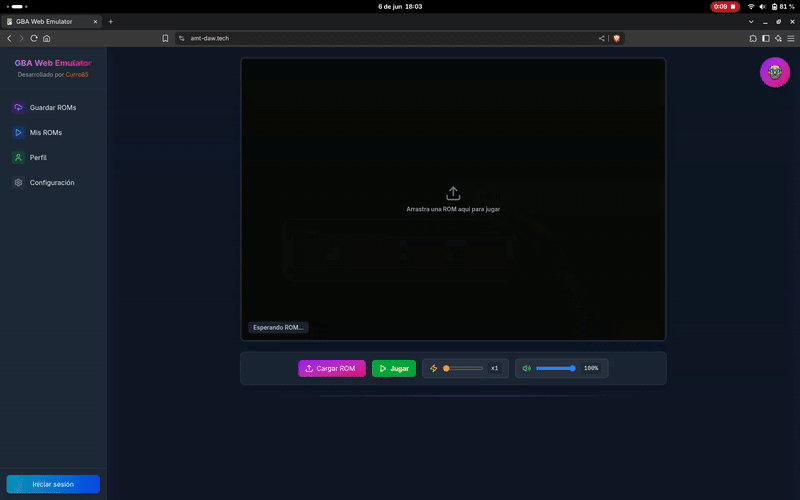 6 de jun 18:03
0:09
81 %
GBA Web Emulator
amt-daw.tech
GBA Web Emulator
Desarrollado por Curro85
Guardar ROMs
Mis ROMs
Perfil
Configuración
Arrastra una ROM aquí para jugar
Esperando ROM...
Cargar ROM
Jugar
x1
100%
Iniciar sesión